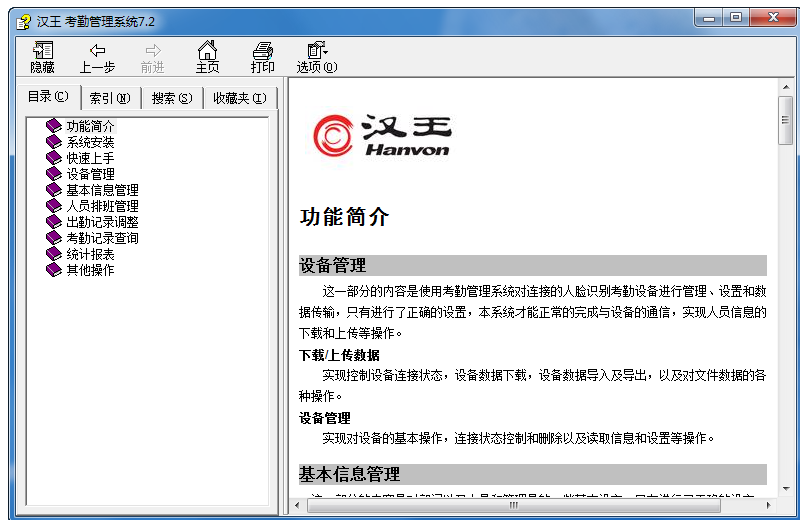 汉王 考勤管理系统7.2
隐藏 上一步 前进 主页 打印 选项(O)
目录(C) 索引(N) 搜索(S) 收藏夹(I)
功能简介
系统安装
快速上手
设备管理
基本信息管理
人员排班管理
出勤记录调整
考勤记录查询
统计报表
其他操作
汉王
Hanvon
功能简介
设备管理
这一部分的内容是使用考勤管理系统对连接的人脸识别考勤设备进行管理、设置和数
据传输，只有进行了正确的设置，本系统才能正常的完成与设备的通信，实现人员信息的
下载和上传等操作。
下载/上传数据
实现控制设备连接状态，设备数据下载，设备数据导入及导出，以及对文件数据的各
种操作。
设备管理
实现对设备的基本操作，连接状态控制和删除以及读取信息和设置等操作。
基本信息管理